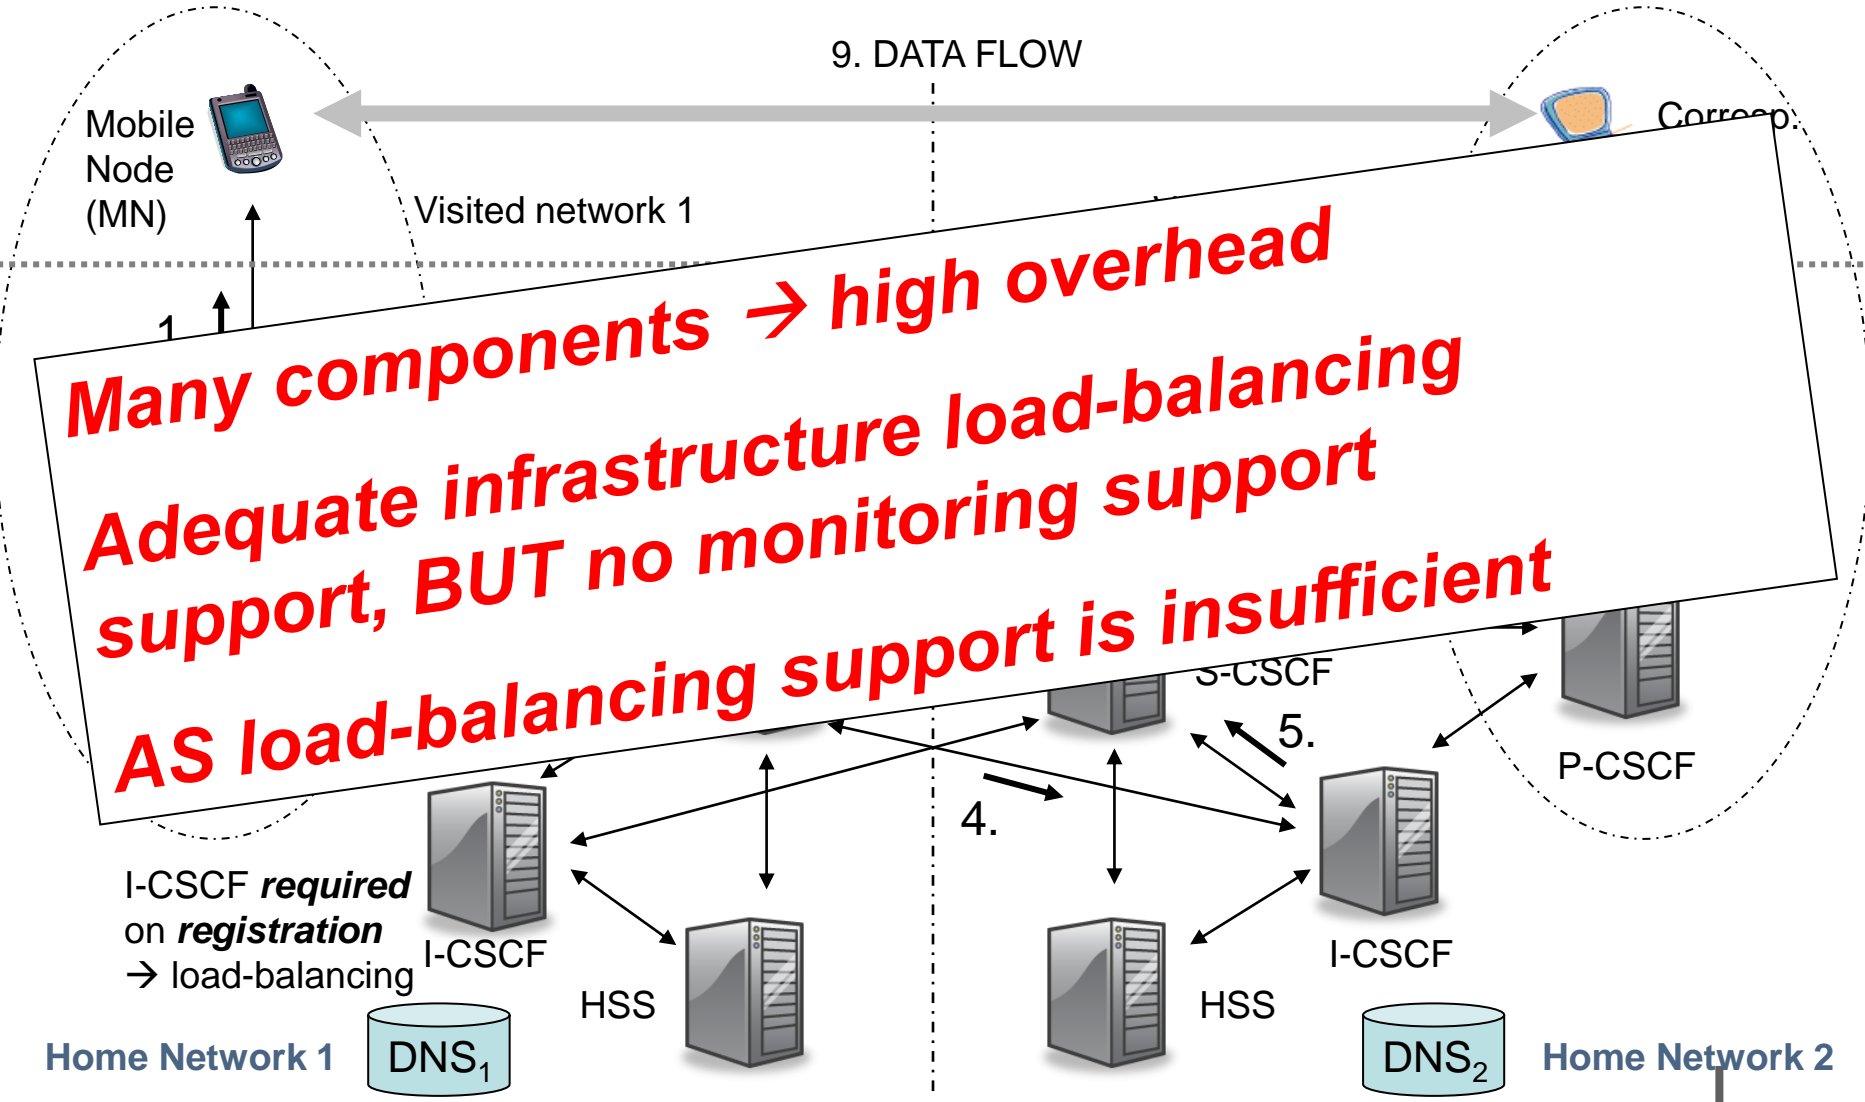 9. DATA FLOW
Mobile
Node
(MN)
Corresp.
Visited network 1
1
Many components → high overhead
Adequate infrastructure load-balancing
support, BUT no monitoring support
AS load-balancing support is insufficient
S-CSCF
5.
P-CSCF
4.
I-CSCF required
on registration
→ load-balancing
I-CSCF
I-CSCF
HSS
HSS
Home Network 1
DNS1
DNS2
Home Network 2